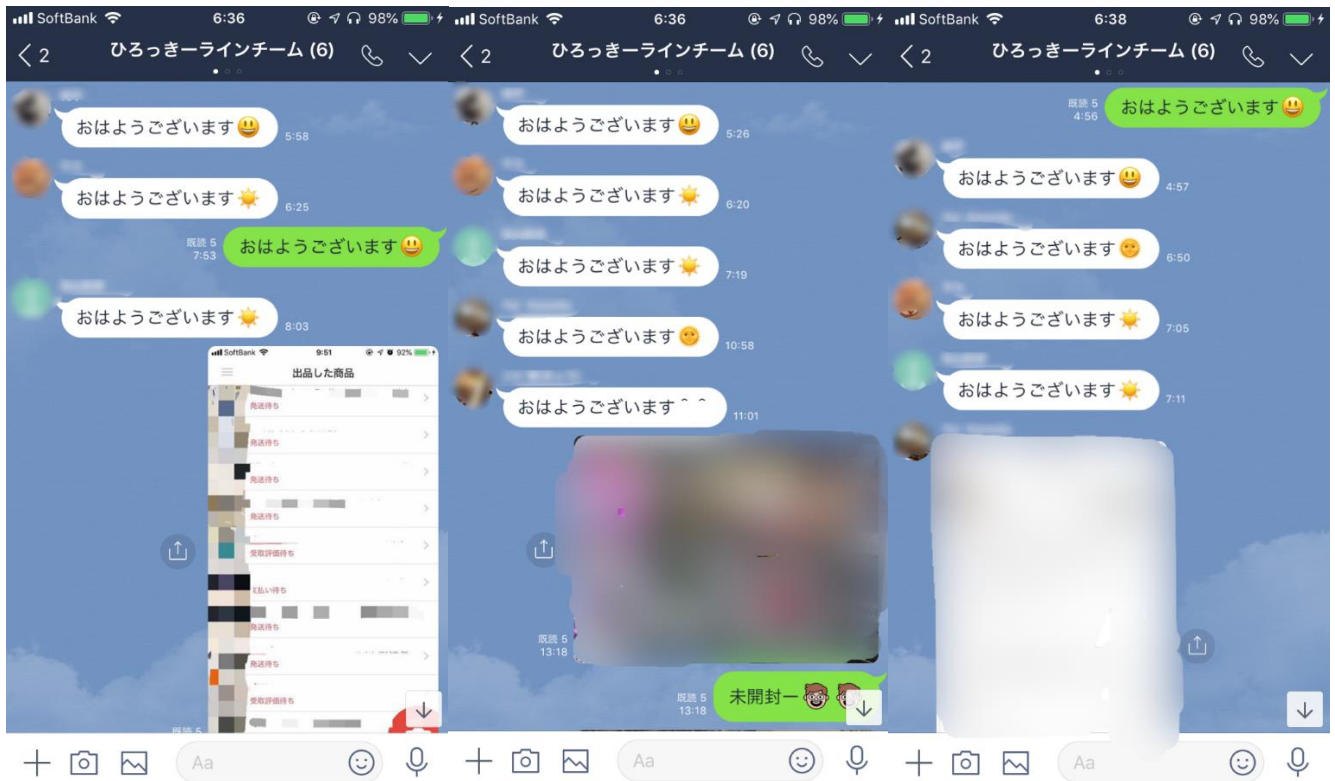 SoftBank 6:36 98%
2 ひろっきーラインチーム (6)
おはようございます😃 5:58
おはようございます☀️ 6:25
既読 5
7:53 おはようございます😃
おはようございます☀️ 8:03
SoftBank 9:51 92%
出品した商品
発送待ち
発送待ち
発送待ち
発送待ち
受取評価待ち
払い待ち
発送待ち
発送待ち
受取評価待ち
既読 5
Aa
SoftBank 6:36 98%
2 ひろっきーラインチーム (6)
おはようございます😃 5:26
おはようございます☀️ 6:20
おはようございます☀️ 7:19
おはようございます🌞 10:58
おはようございます＾＾ 11:01
既読 5
13:18
既読 5
13:18 未開封ー
Aa
SoftBank 6:38 98%
2 ひろっきーラインチーム (6)
既読 5
4:56 おはようございます😃
おはようございます😃 4:57
おはようございます🌞 6:50
おはようございます☀️ 7:05
おはようございます☀️ 7:11
Aa